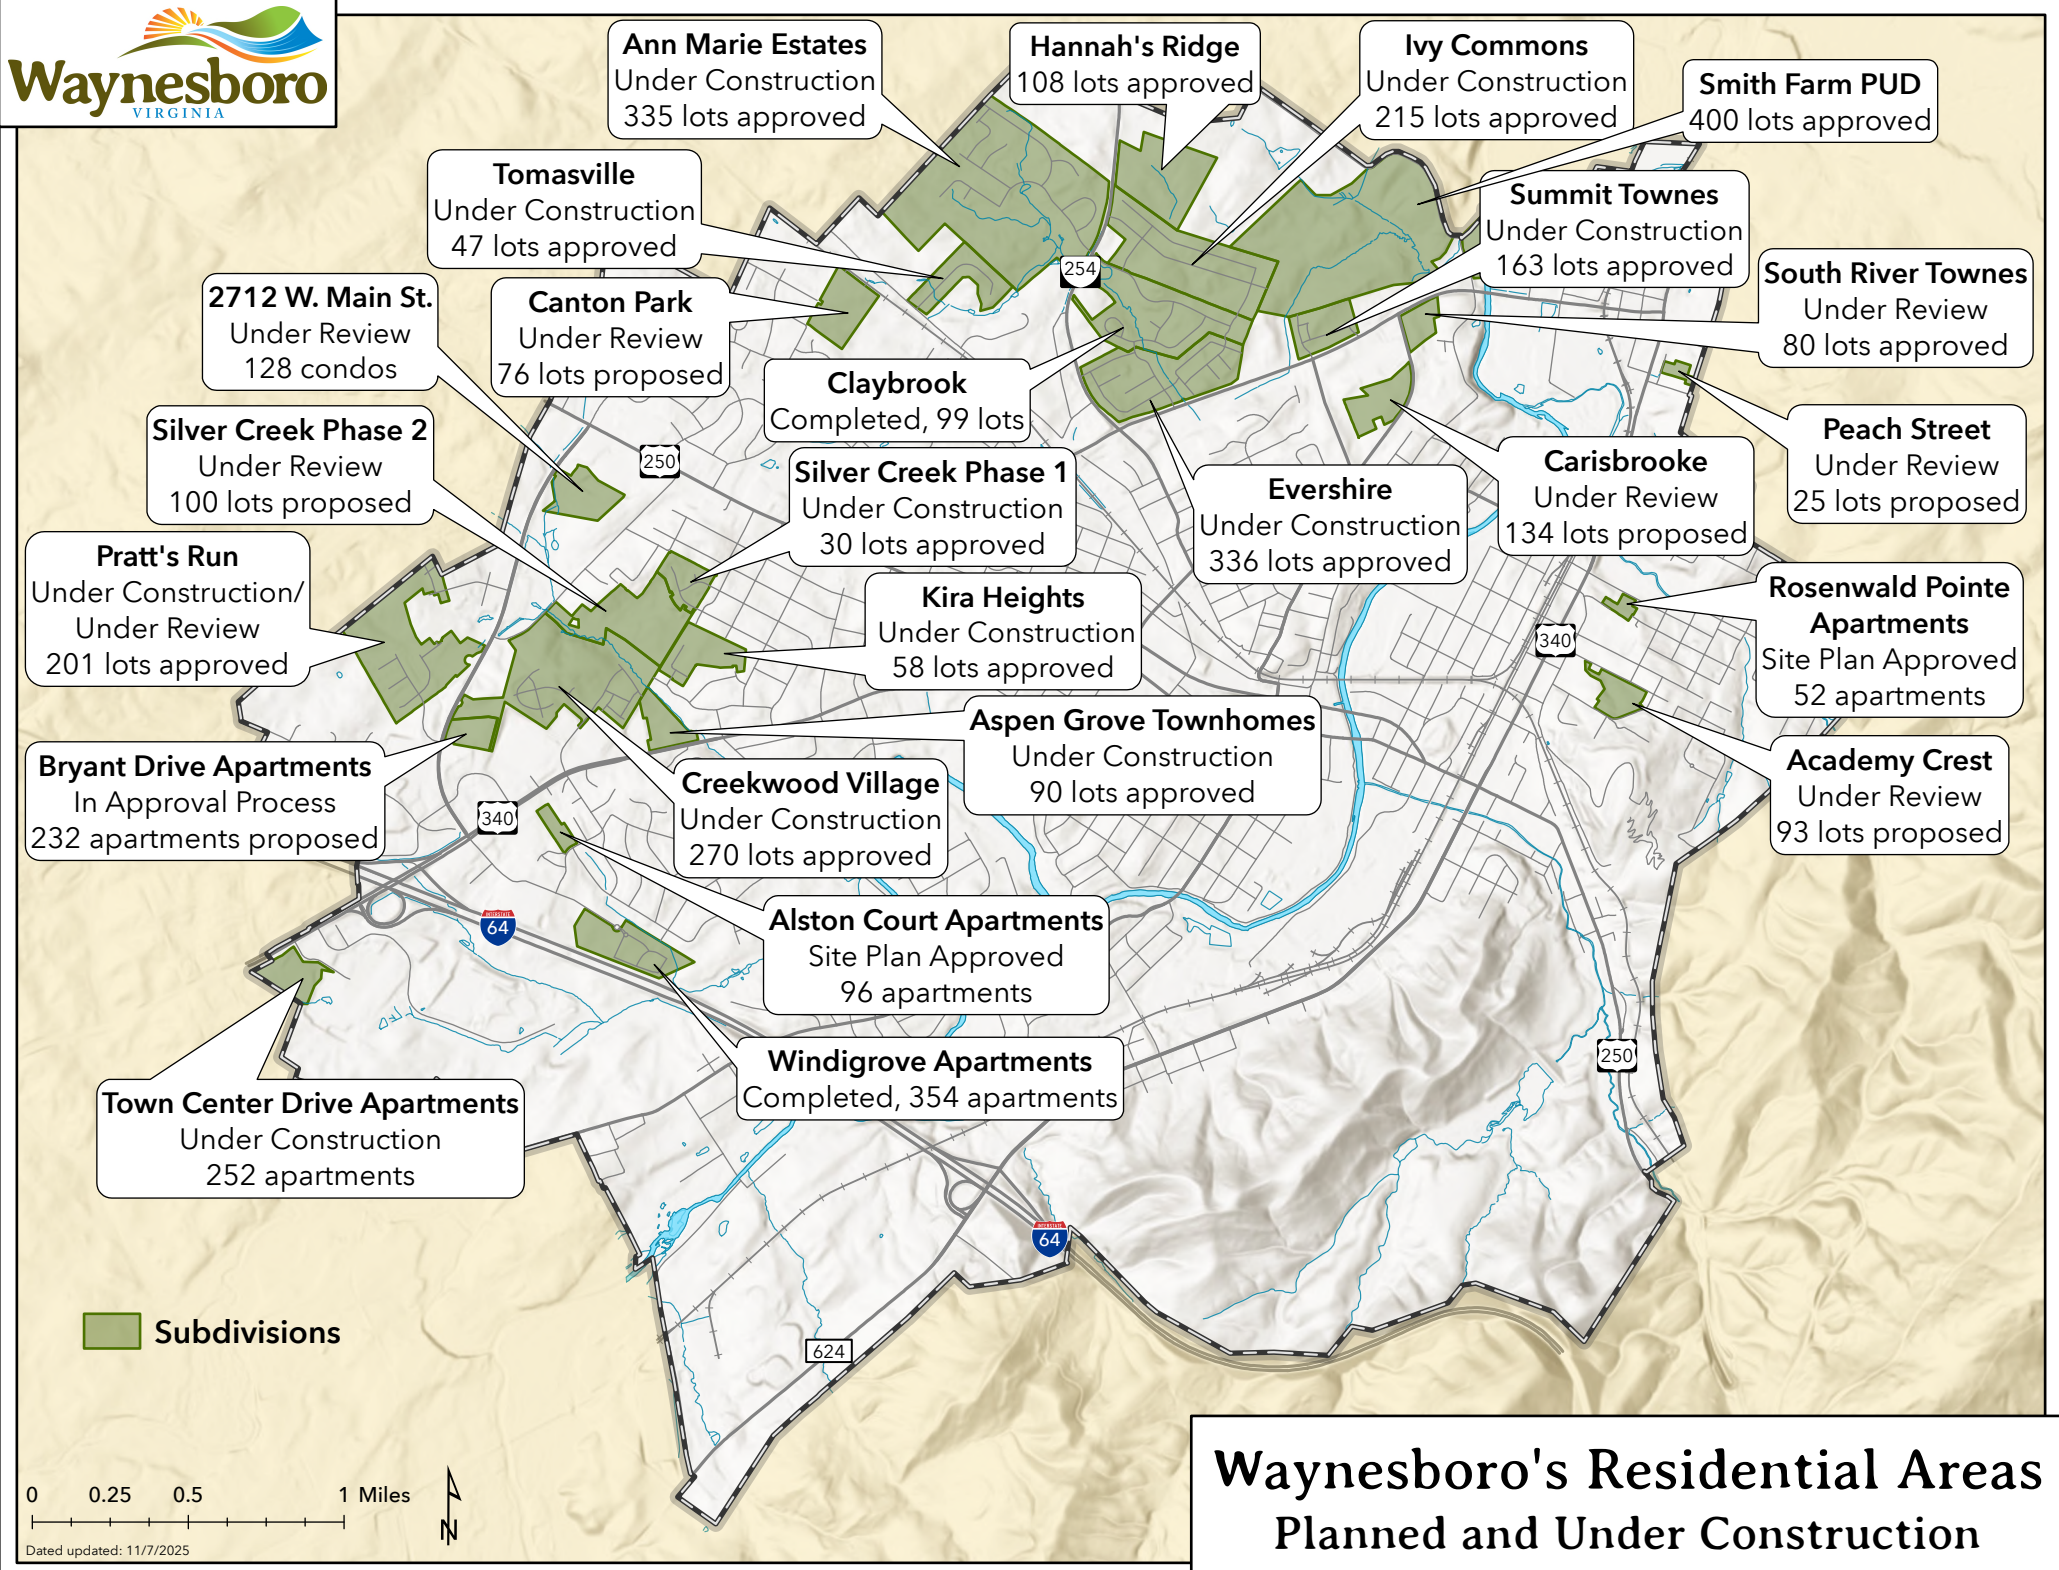 Waynesboro
VIRGINIA
Ann Marie Estates
Under Construction
335 lots approved
Hannah's Ridge
108 lots approved
Ivy Commons
Under Construction
215 lots approved
Smith Farm PUD
400 lots approved
Tomasville
Under Construction
47 lots approved
Summit Townes
Under Construction
163 lots approved
254
South River Townes
Under Review
80 lots approved
2712 W. Main St.
Under Review
128 condos
Canton Park
Under Review
76 lots proposed
Claybrook
Completed, 99 lots
Silver Creek Phase 2
Under Review
100 lots proposed
250
Silver Creek Phase 1
Under Construction
30 lots approved
Evershire
Under Construction
336 lots approved
Carisbrooke
Under Review
134 lots proposed
Peach Street
Under Review
25 lots proposed
Pratt's Run
Under Construction/
Under Review
201 lots approved
Kira Heights
Under Construction
58 lots approved
340
Rosenwald Pointe
Apartments
Site Plan Approved
52 apartments
Aspen Grove Townhomes
Under Construction
90 lots approved
Bryant Drive Apartments
In Approval Process
232 apartments proposed
340
Creekwood Village
Under Construction
270 lots approved
Academy Crest
Under Review
93 lots proposed
INTERSTATE
64
Alston Court Apartments
Site Plan Approved
96 apartments
Windigrove Apartments
Completed, 354 apartments
250
Town Center Drive Apartments
Under Construction
252 apartments
INTERSTATE
64
Subdivisions
624
0 0.25 0.5 1 Miles
N
Dated updated: 11/7/2025
Waynesboro's Residential Areas
Planned and Under Construction